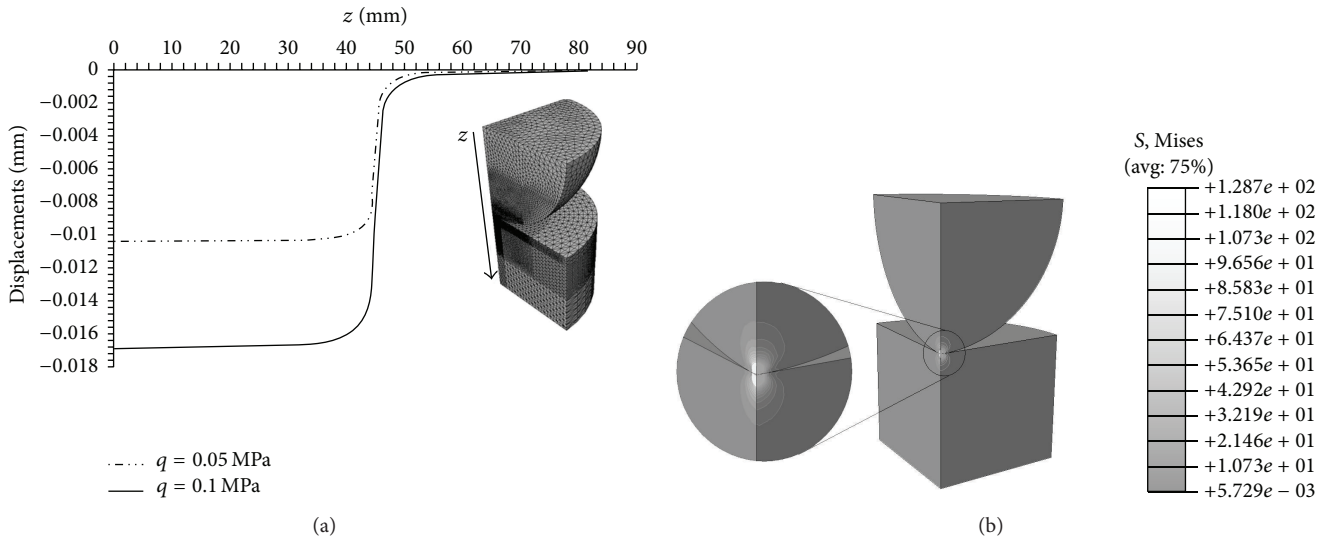 z (mm)
0 10 20 30 40 50 60 70 80 90
Displacements (mm)
0
−0.002
−0.004
−0.006
−0.008
−0.01
−0.012
−0.014
−0.016
−0.018
z
q = 0.05 MPa
q = 0.1 MPa
(a)
S, Mises
(avg: 75%)
+1.287e + 02
+1.180e + 02
+1.073e + 02
+9.656e + 01
+8.583e + 01
+7.510e + 01
+6.437e + 01
+5.365e + 01
+4.292e + 01
+3.219e + 01
+2.146e + 01
+1.073e + 01
+5.729e − 03
(b)